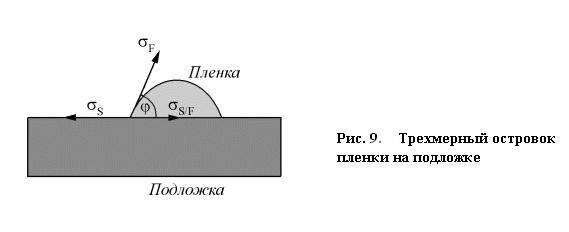 σF
Пленка
σS
φ
σS/F
Подложка
Рис. 9. Трехмерный островок
пленки на подложке